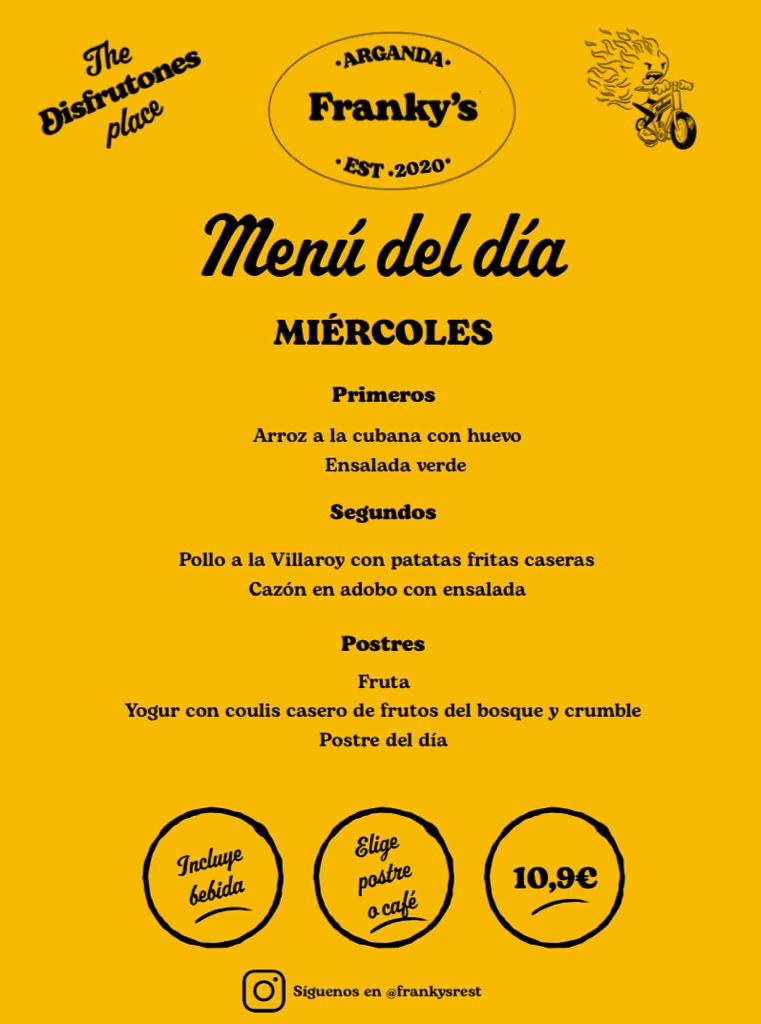 The
Disfrutones
place
·ARGANDA·
Franky's
·EST·2020·
Menú del día
MIÉRCOLES
Primeros
Arroz a la cubana con huevo
Ensalada verde
Segundos
Pollo a la Villaroy con patatas fritas caseras
Cazón en adobo con ensalada
Postres
Fruta
Yogur con coulis casero de frutos del bosque y crumble
Postre del día
Incluye
bebida
Elige
postre
o café
10,9€
Síguenos en @frankysrest